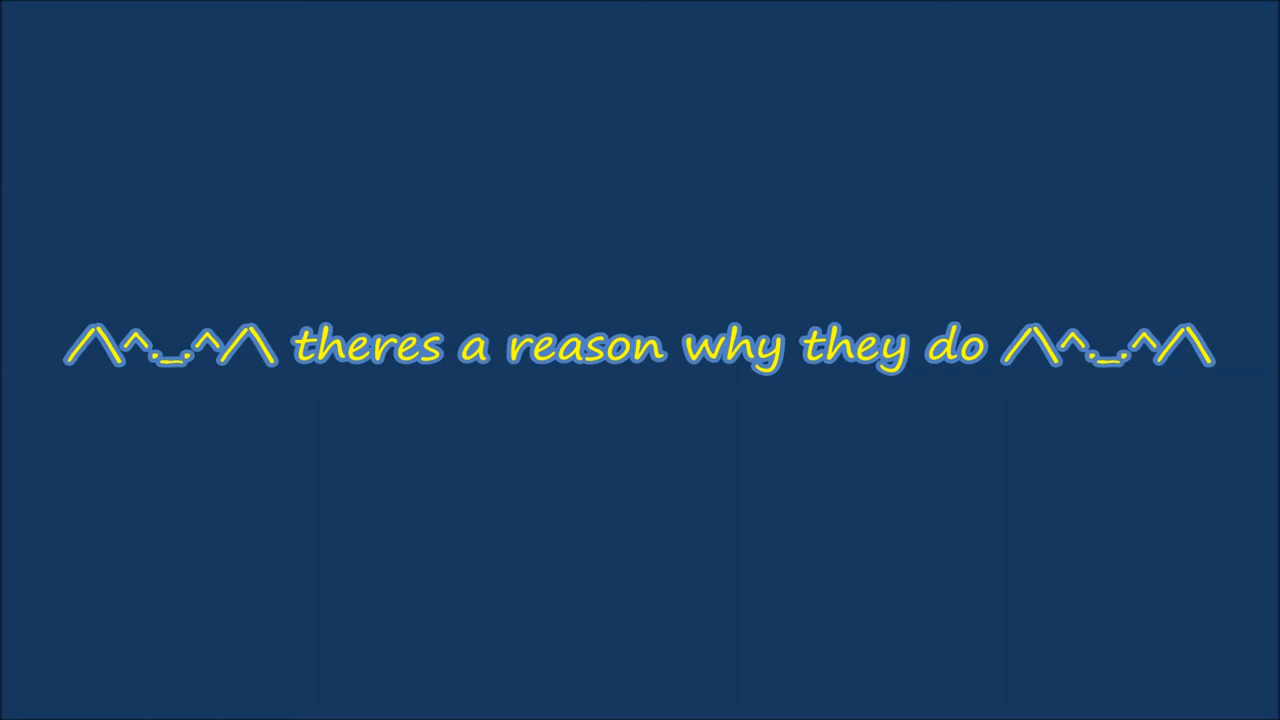 /\^._.^/\ theres a reason why they do /\^._.^/\